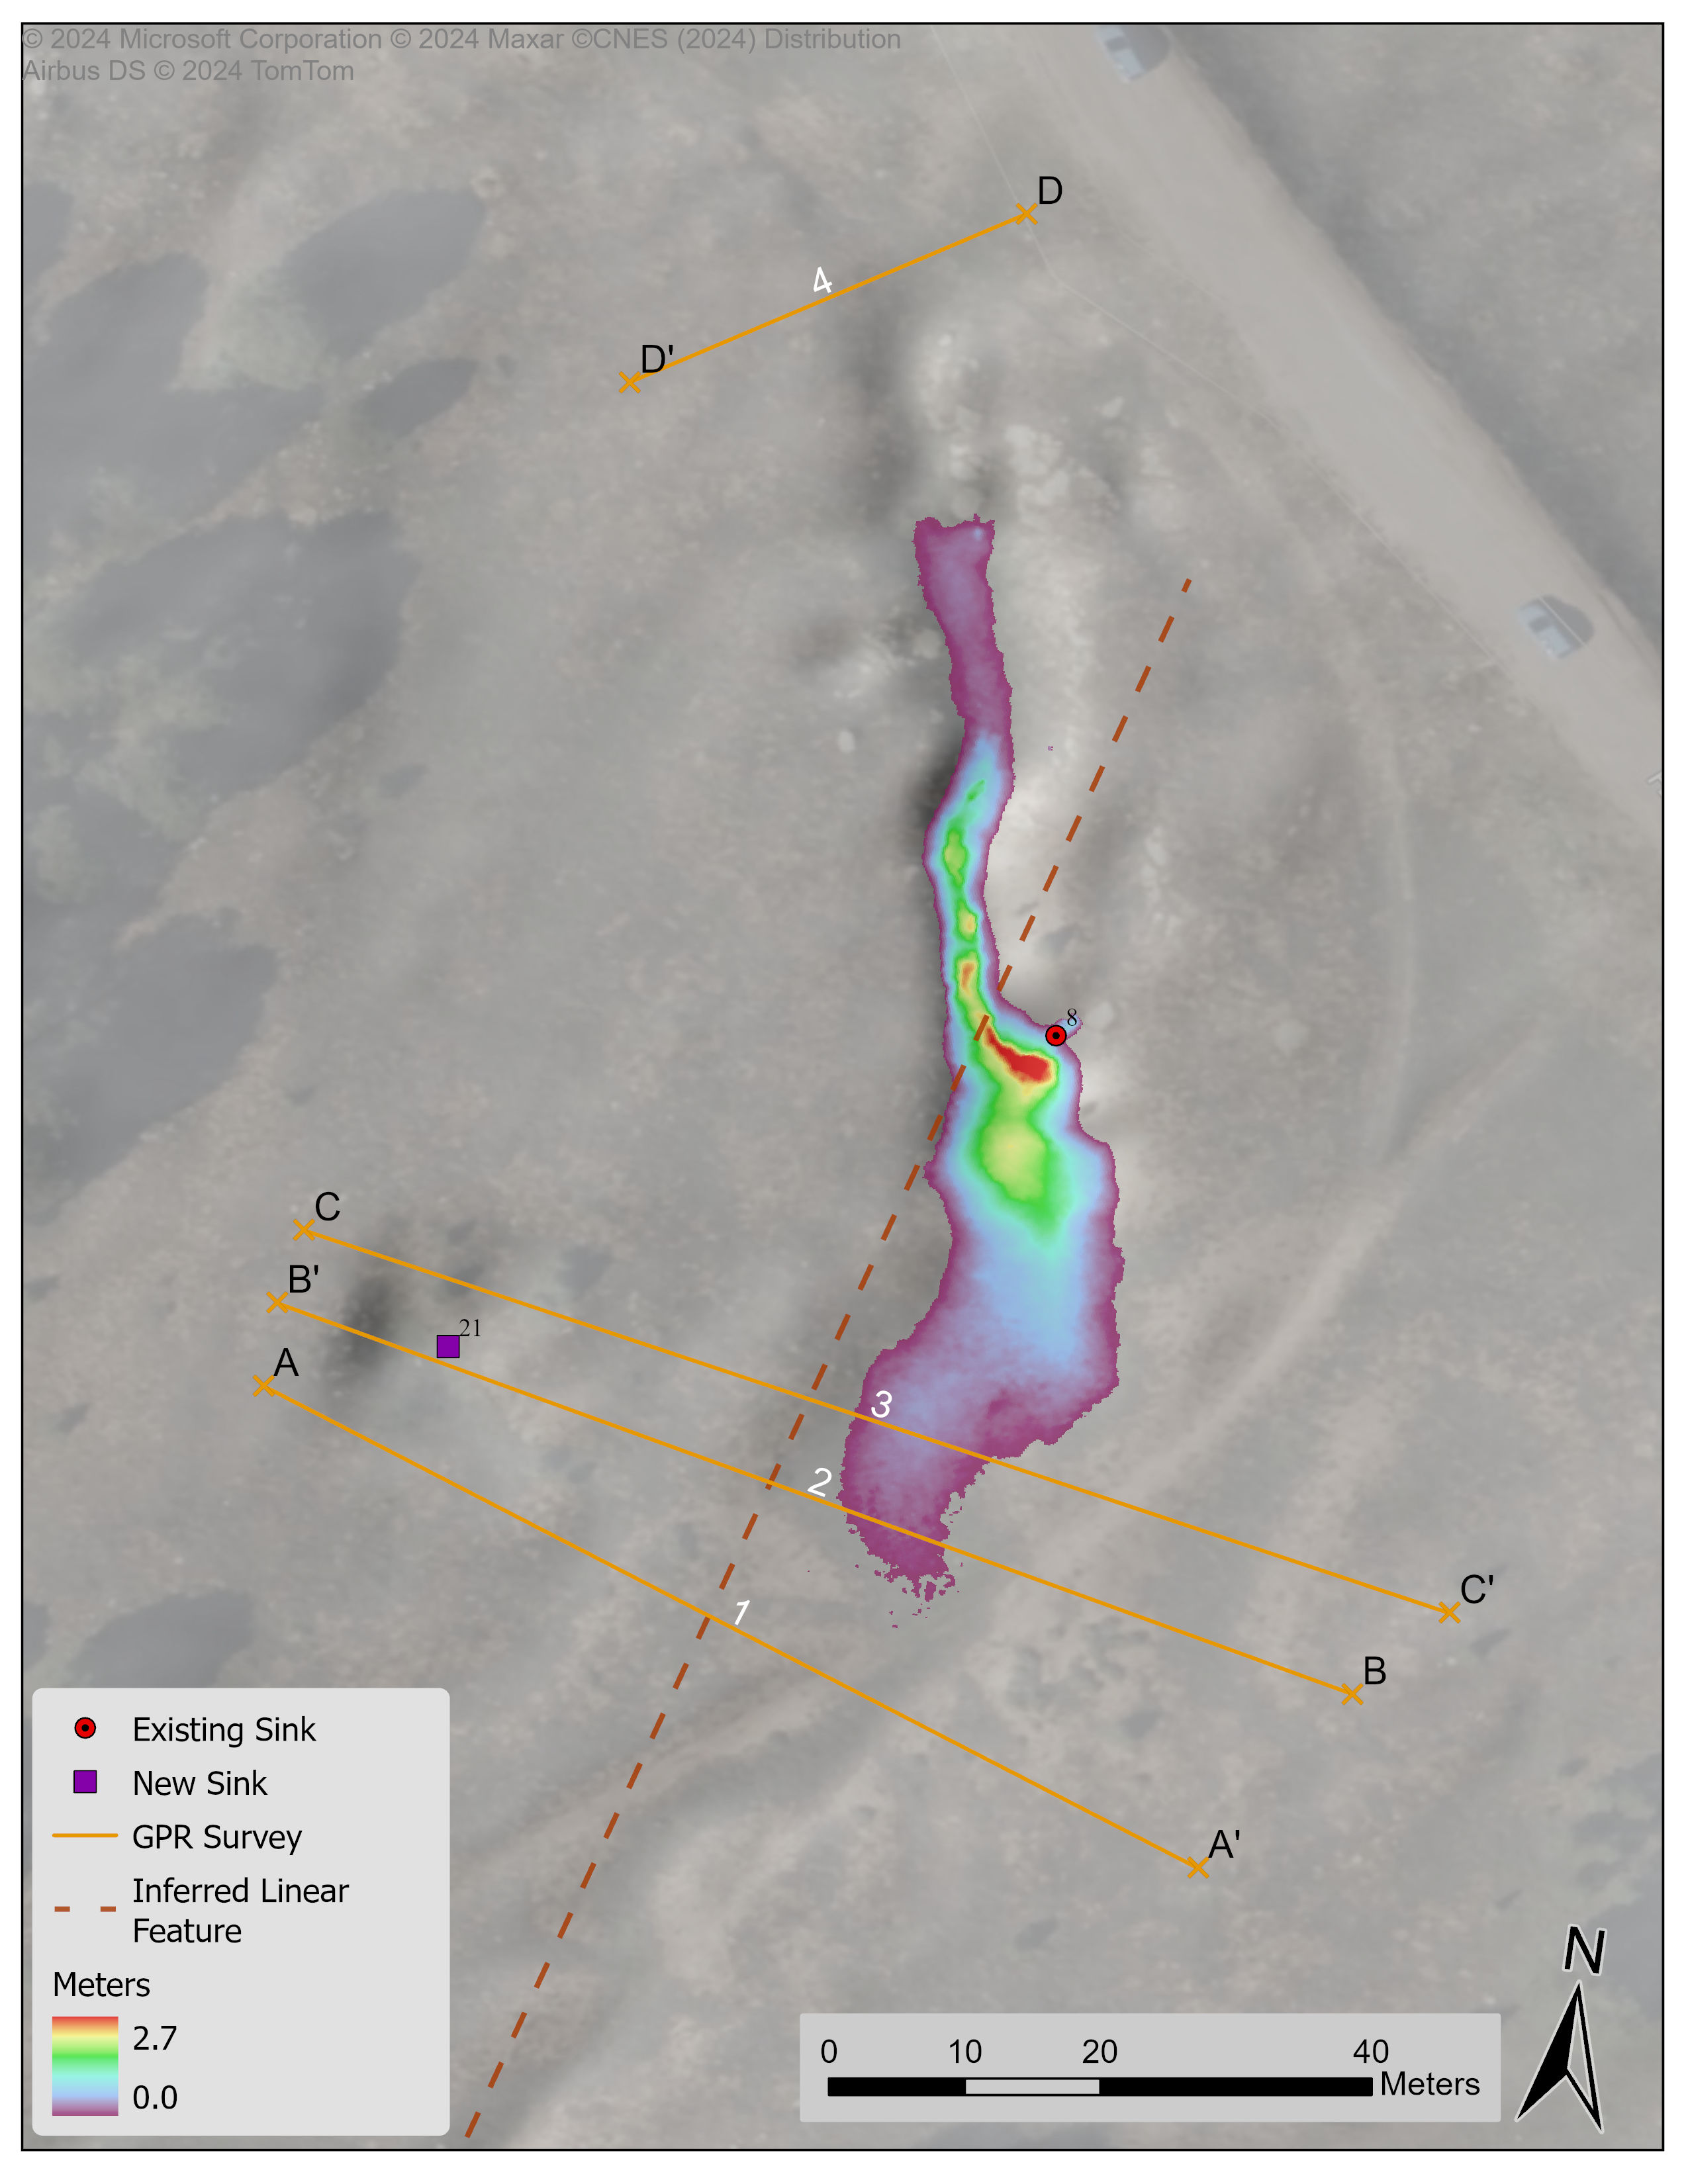 © 2024 Microsoft Corporation © 2024 Maxar ©CNES (2024) Distribution
Airbus DS © 2024 TomTom
D
4
D'
8
C
B'
21
A
3
2
1
C'
B
A'
Existing Sink
New Sink
GPR Survey
Inferred Linear
Feature
Meters
2.7
0.0
N
0 10 20 40
Meters